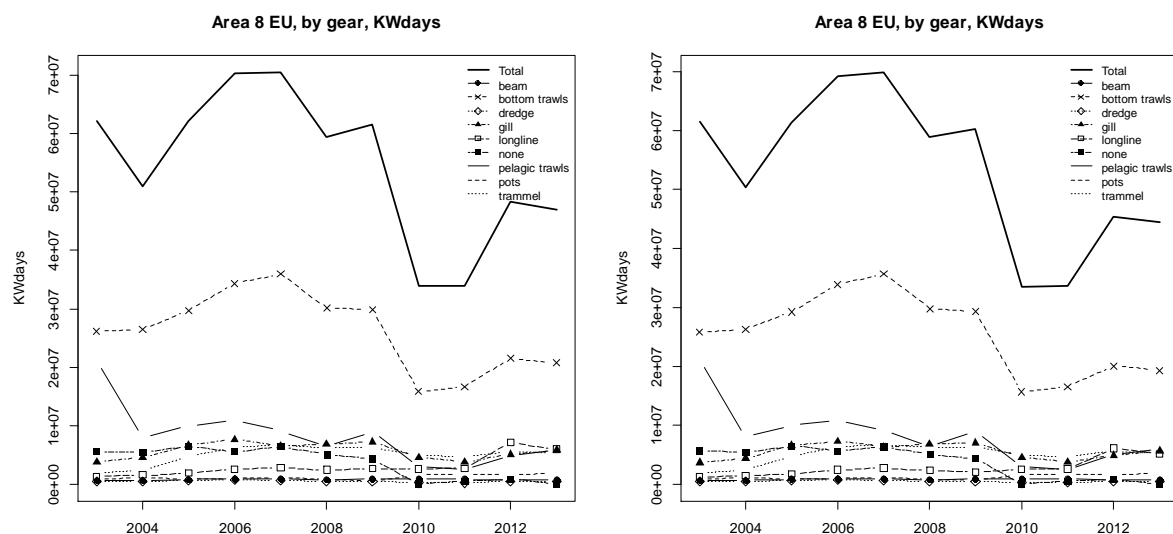 Area 8 EU, by gear, KWdays
KWdays
0e+00 1e+07 2e+07 3e+07 4e+07 5e+07 6e+07 7e+07
Total
beam
bottom trawls
dredge
gill
longline
none
pelagic trawls
pots
trammel
2004 2006 2008 2010 2012
Area 8 EU, by gear, KWdays
KWdays
0e+00 1e+07 2e+07 3e+07 4e+07 5e+07 6e+07 7e+07
Total
beam
bottom trawls
dredge
gill
longline
none
pelagic trawls
pots
trammel
2004 2006 2008 2010 2012